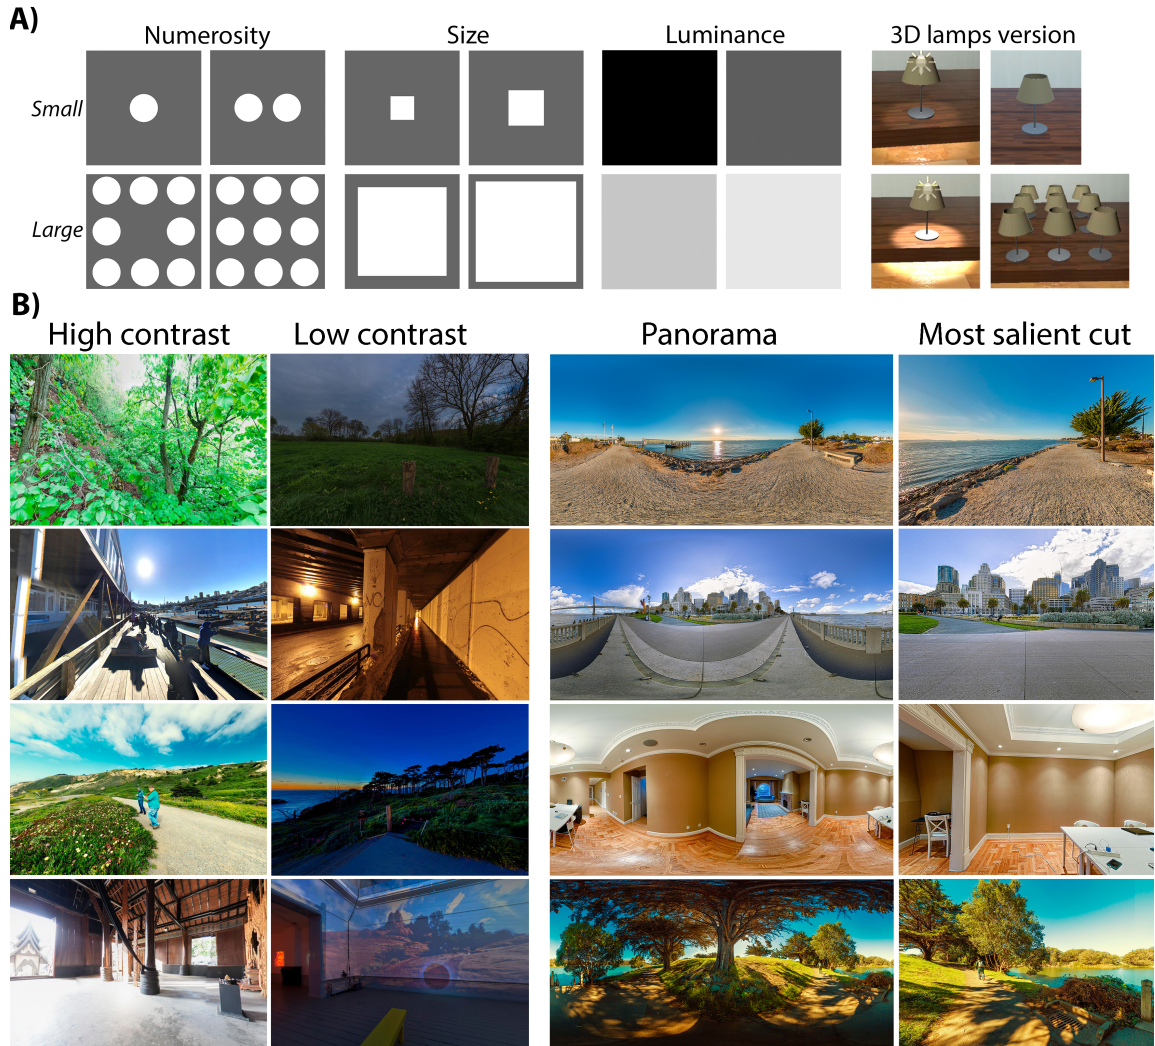 A)
Numerosity
Size
Luminance
3D lamps version
Small
Large
B)
High contrast
Low contrast
Panorama
Most salient cut